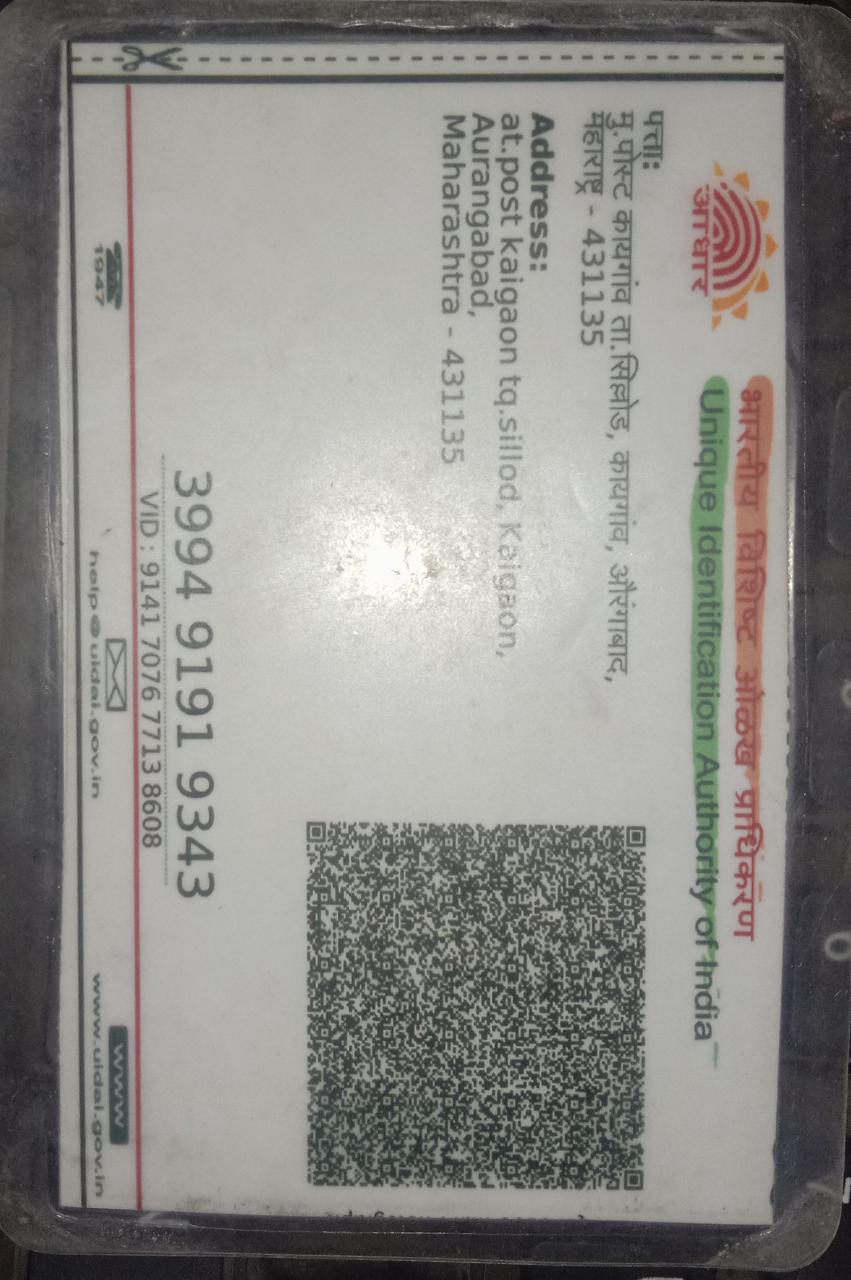 भारतीय विशिष्ट ओळख प्राधिकरण
Unique Identification Authority of India
आधार
पत्ता:
मु.पोस्ट कायगांव ता.सिल्लोड, कायगांव, औरंगाबाद,
महाराष्ट्र - 431135
Address:
at.post kaigaon tq.sillod, Kaigaon,
Aurangabad,
Maharashtra - 431135
3994 9191 9343
VID : 9141 7076 7713 8608
1947
help@uidai.gov.in
www
www.uidai.gov.in